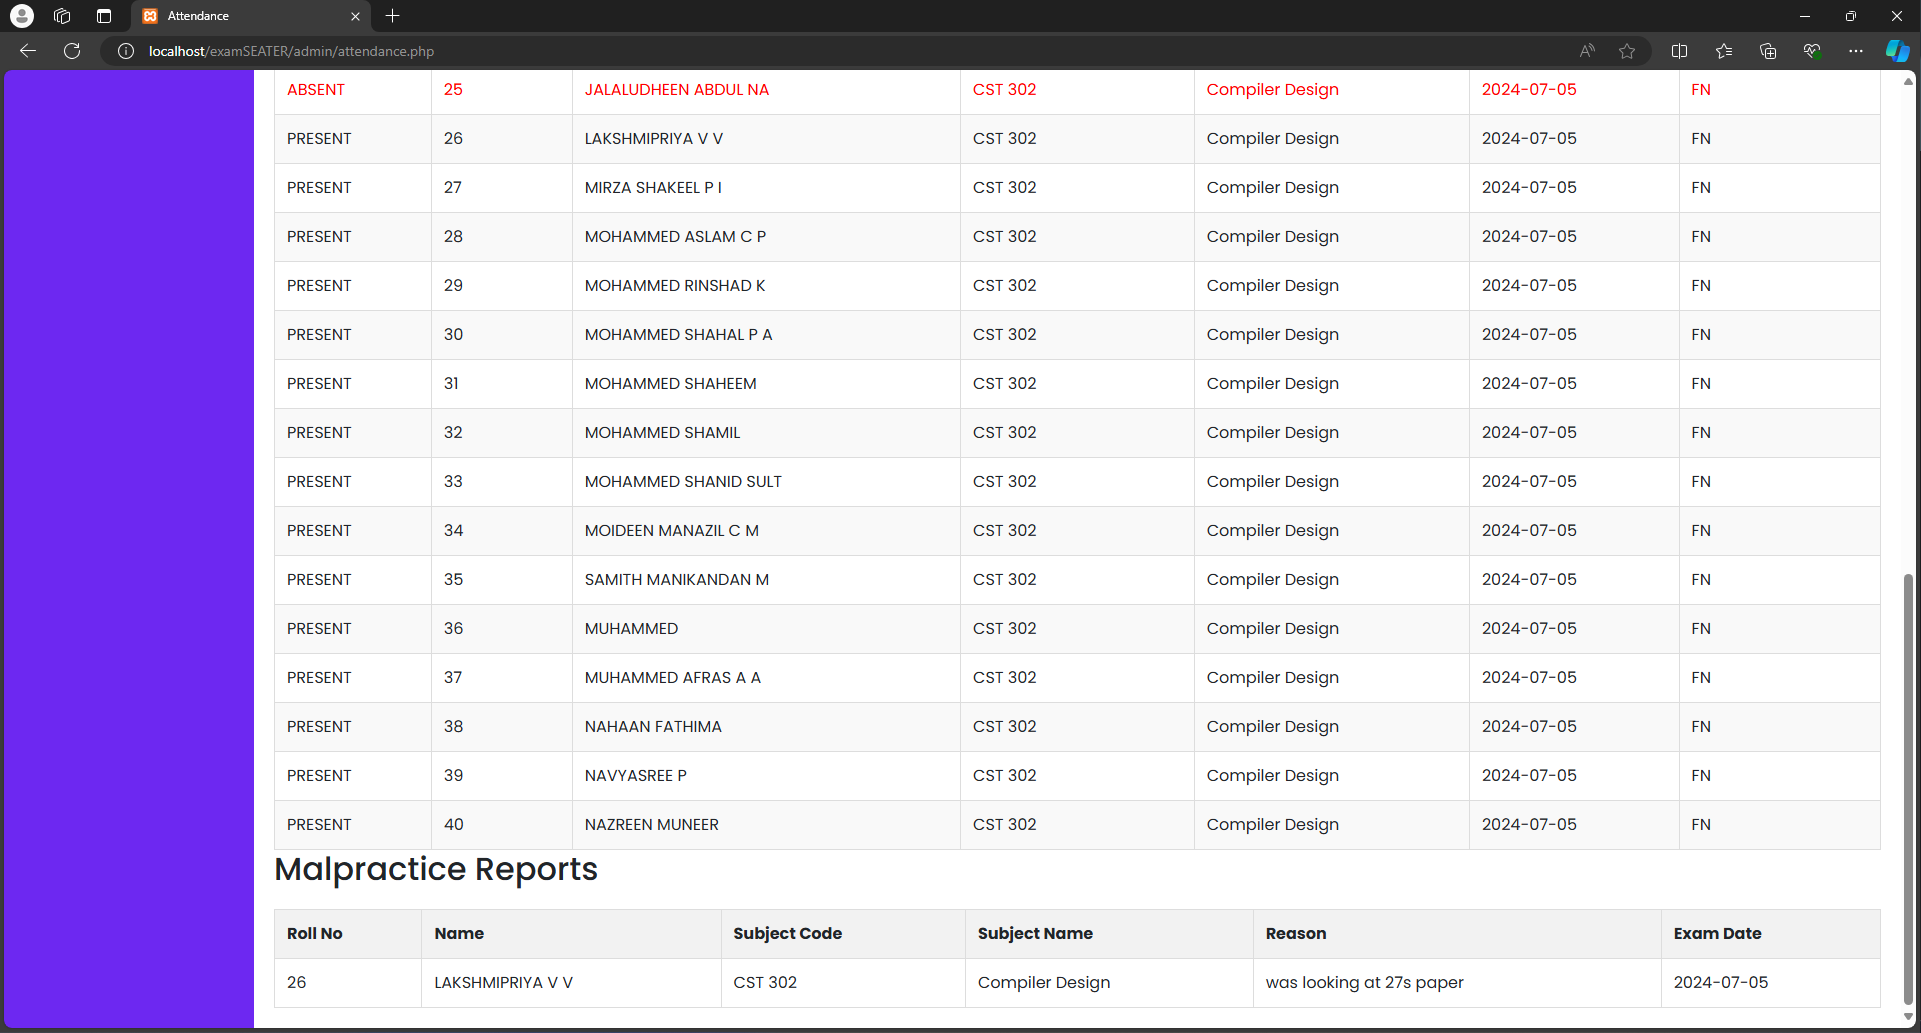 Attendance
localhost/examSEATER/admin/attendance.php
ABSENT 25 JALALUDHEEN ABDUL NA CST 302 Compiler Design 2024-07-05 FN
PRESENT 26 LAKSHMIPRIYA V V CST 302 Compiler Design 2024-07-05 FN
PRESENT 27 MIRZA SHAKEEL P I CST 302 Compiler Design 2024-07-05 FN
PRESENT 28 MOHAMMED ASLAM C P CST 302 Compiler Design 2024-07-05 FN
PRESENT 29 MOHAMMED RINSHAD K CST 302 Compiler Design 2024-07-05 FN
PRESENT 30 MOHAMMED SHAHAL P A CST 302 Compiler Design 2024-07-05 FN
PRESENT 31 MOHAMMED SHAHEEM CST 302 Compiler Design 2024-07-05 FN
PRESENT 32 MOHAMMED SHAMIL CST 302 Compiler Design 2024-07-05 FN
PRESENT 33 MOHAMMED SHANID SULT CST 302 Compiler Design 2024-07-05 FN
PRESENT 34 MOIDEEN MANAZIL C M CST 302 Compiler Design 2024-07-05 FN
PRESENT 35 SAMITH MANIKANDAN M CST 302 Compiler Design 2024-07-05 FN
PRESENT 36 MUHAMMED CST 302 Compiler Design 2024-07-05 FN
PRESENT 37 MUHAMMED AFRAS A A CST 302 Compiler Design 2024-07-05 FN
PRESENT 38 NAHAAN FATHIMA CST 302 Compiler Design 2024-07-05 FN
PRESENT 39 NAVYASREE P CST 302 Compiler Design 2024-07-05 FN
PRESENT 40 NAZREEN MUNEER CST 302 Compiler Design 2024-07-05 FN
Malpractice Reports
Roll No Name Subject Code Subject Name Reason Exam Date
26 LAKSHMIPRIYA V V CST 302 Compiler Design was looking at 27s paper 2024-07-05